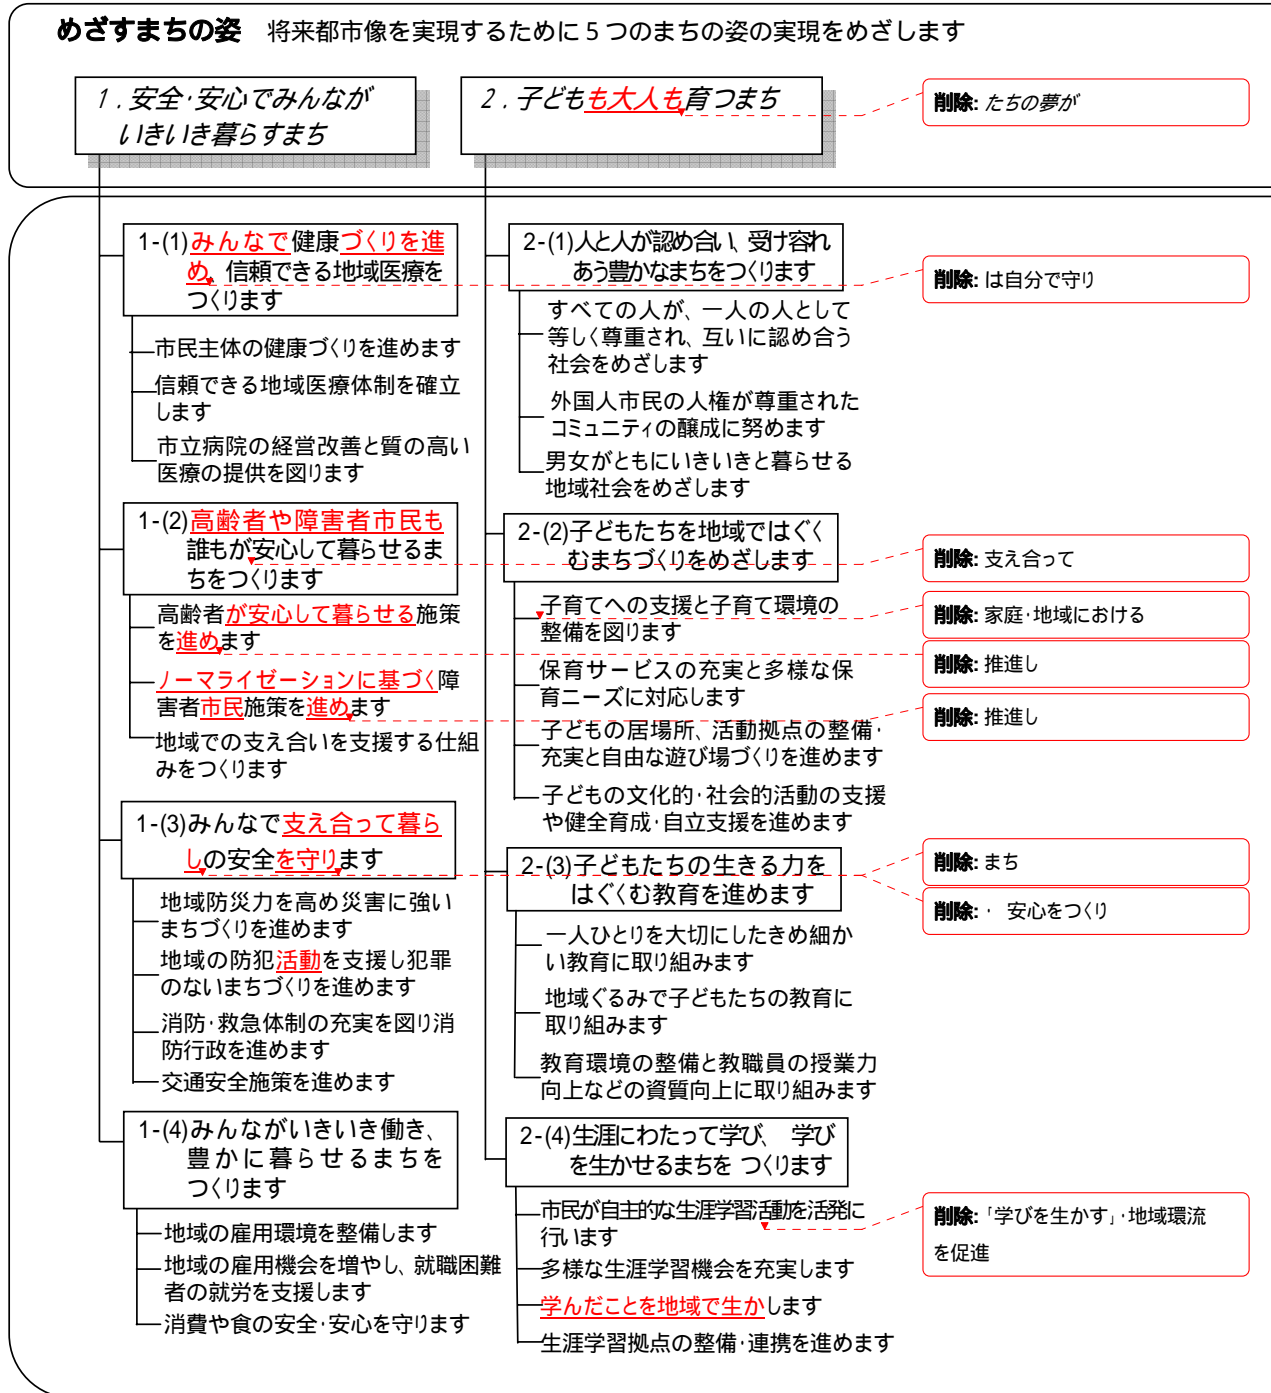 めざすまちの姿　将来都市像を実現するために5つのまちの姿の実現をめざします
1.安全・安心でみんなが
いきいき暮らすまち
1-(1)みんなで健康づくりを進
め、信頼できる地域医療を
つくります
市民主体の健康づくりを進めます
信頼できる地域医療体制を確立
します
市立病院の経営改善と質の高い
医療の提供を図ります
1-(2)高齢者や障害者市民も
誰もが安心して暮らせるま
ちをつくります
高齢者が安心して暮らせる施策
を進めます
ノーマライゼーションに基づく障
害者市民施策を進めます
地域での支え合いを支援する仕組
みをつくります
1-(3)みんなで支え合って暮ら
しの安全を守ります
地域防災力を高め災害に強い
まちづくりを進めます
地域の防犯活動を支援し犯罪
のないまちづくりを進めます
消防・救急体制の充実を図り消
防行政を進めます
交通安全施策を進めます
1-(4)みんながいきいき働き、
豊かに暮らせるまちを
つくります
地域の雇用環境を整備します
地域の雇用機会を増やし、就職困難
者の就労を支援します
消費や食の安全・安心を守ります
2.子どもも大人も育つまち
2-(1)人と人が認め合い、受け容れ
あう豊かなまちをつくります
すべての人が、一人の人として
等しく尊重され、互いに認め合う
社会をめざします
外国人市民の人権が尊重された
コミュニティの醸成に努めます
男女がともにいきいきと暮らせる
地域社会をめざします
2-(2)子どもたちを地域ではぐく
むまちづくりをめざします
子育てへの支援と子育て環境の
整備を図ります
保育サービスの充実と多様な保
育ニーズに対応します
子どもの居場所、活動拠点の整備・
充実と自由な遊び場づくりを進めます
子どもの文化的・社会的活動の支援
や健全育成・自立支援を進めます
2-(3)子どもたちの生きる力を
はぐくむ教育を進めます
一人ひとりを大切にしたきめ細か
い教育に取り組みます
地域ぐるみで子どもたちの教育に
取り組みます
教育環境の整備と教職員の授業力
向上などの資質向上に取り組みます
2-(4)生涯にわたって学び、 学び
を生かせるまちを つくります
市民が自主的な生涯学習活動を活発に
行います
多様な生涯学習機会を充実します
学んだことを地域で生かします
生涯学習拠点の整備・連携を進めます
削除: たちの夢が
削除: は自分で守り
削除: 支え合って
削除: 家庭・地域における
削除: 推進し
削除: 推進し
削除: まち
削除: ・ 安心をつくり
削除: 「学びを生かす」・地域環流
を促進